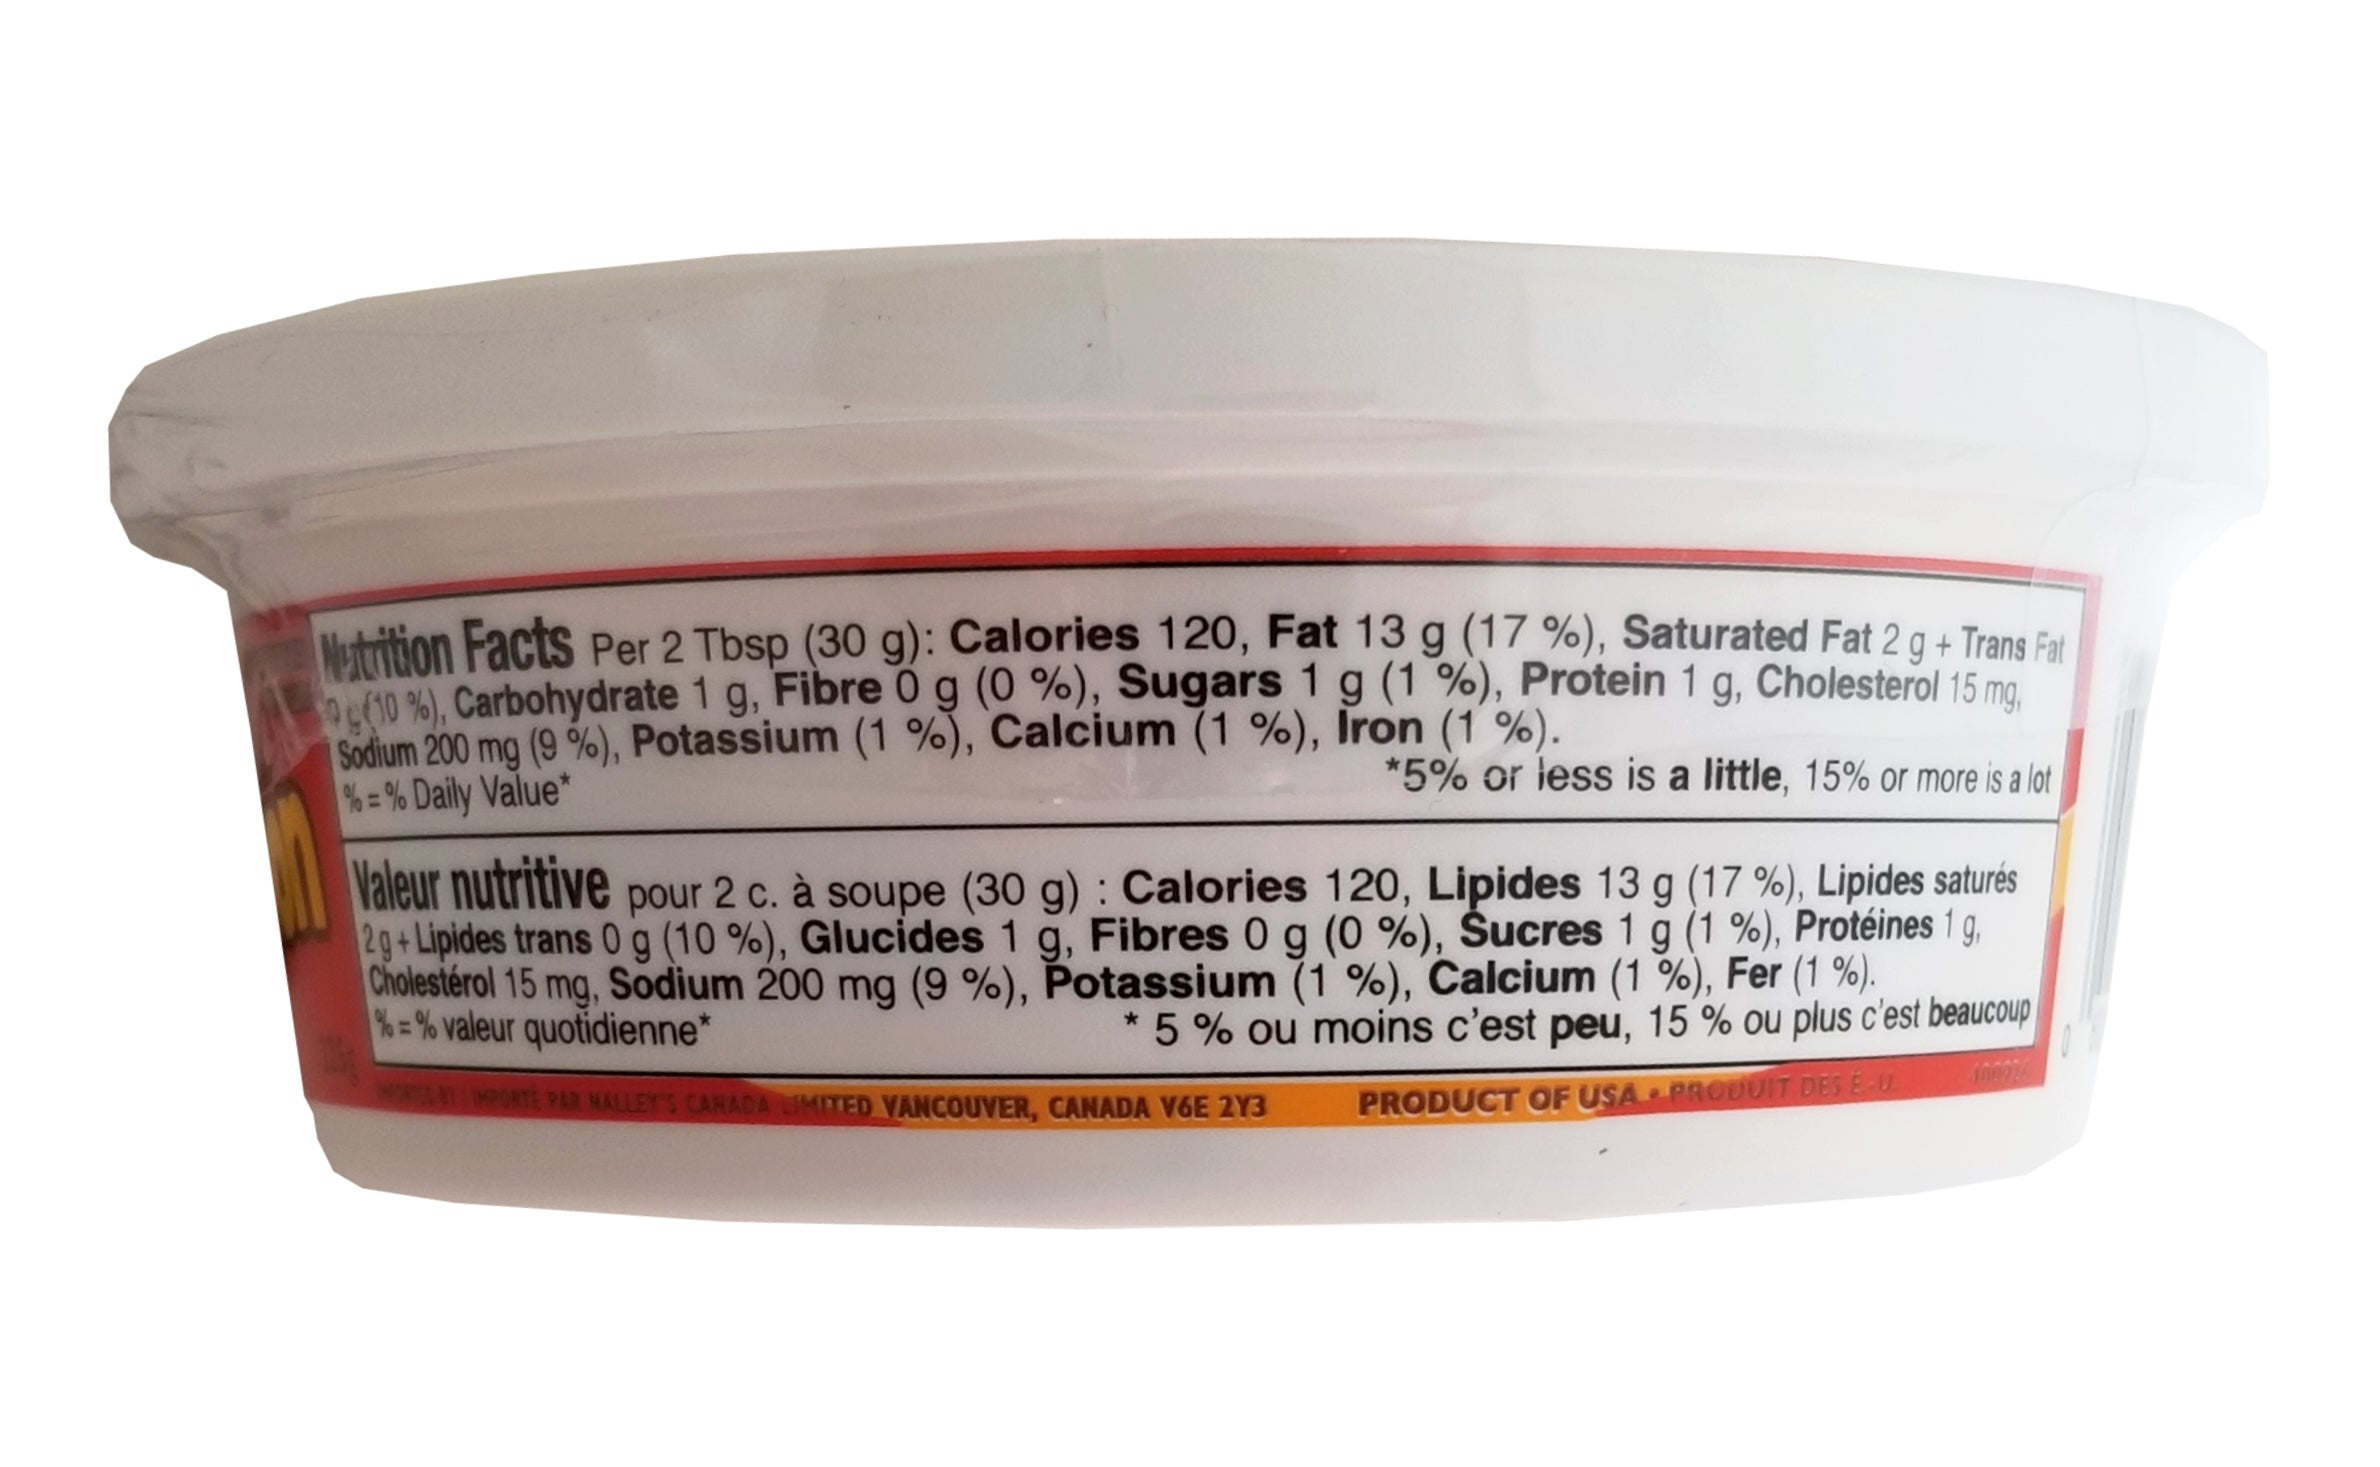 Nutrition Facts Per 2 Tbsp (30 g): Calories 120, Fat 13 g (17 %), Saturated Fat 2 g + Trans Fat
0 g (10 %), Carbohydrate 1 g, Fibre 0 g (0 %), Sugars 1 g (1 %), Protein 1 g, Cholesterol 15 mg,
Sodium 200 mg (9 %), Potassium (1 %), Calcium (1 %), Iron (1 %).
% = % Daily Value* *5% or less is a little, 15% or more is a lot
Valeur nutritive pour 2 c. à soupe (30 g) : Calories 120, Lipides 13 g (17 %), Lipides saturés
2 g + Lipides trans 0 g (10 %), Glucides 1 g, Fibres 0 g (0 %), Sucres 1 g (1 %), Protéines 1 g,
Cholestérol 15 mg, Sodium 200 mg (9 %), Potassium (1 %), Calcium (1 %), Fer (1 %).
% = % valeur quotidienne* * 5 % ou moins c'est peu, 15 % ou plus c'est beaucoup
IMPORTED BY / IMPORTÉ PAR NALLEY'S CANADA LIMITED VANCOUVER, CANADA V6E 2Y3 PRODUCT OF USA • PRODUIT DES É.-U.